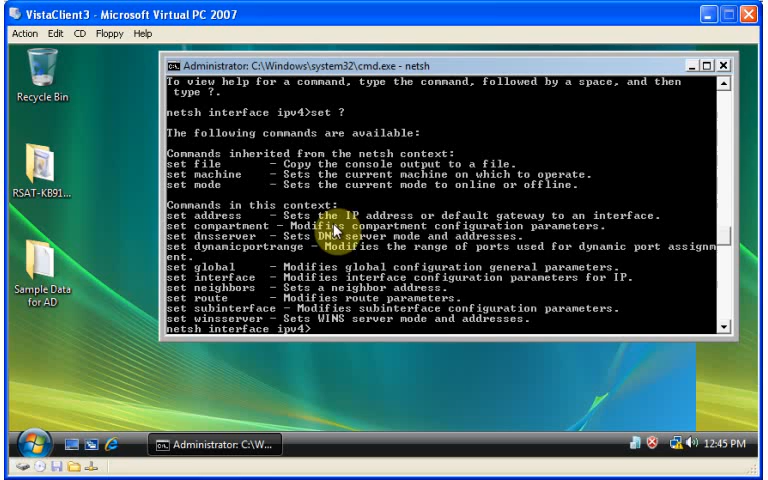 VistaClient3 - Microsoft Virtual PC 2007
Action Edit CD Floppy Help
Recycle Bin
RSAT-KB91...
Sample Data
for AD
Administrator: C:\Windows\system32\cmd.exe - netsh
To view help for a command, type the command, followed by a space, and then
type ?.
netsh interface ipv4>set ?
The following commands are available:
Commands inherited from the netsh context:
set file - Copy the console output to a file.
set machine - Sets the current machine on which to operate.
set mode - Sets the current mode to online or offline.
Commands in this context:
set address - Sets the IP address or default gateway to an interface.
set compartment - Modifies compartment configuration parameters.
set dnsserver - Sets DNS server mode and addresses.
set dynamicportrange - Modifies the range of ports used for dynamic port assignm
ent.
set global - Modifies global configuration general parameters.
set interface - Modifies interface configuration parameters for IP.
set neighbors - Sets a neighbor address.
set route - Modifies route parameters.
set subinterface - Modifies subinterface configuration parameters.
set winsserver - Sets WINS server mode and addresses.
netsh interface ipv4>
Administrator: C:\W...
12:45 PM